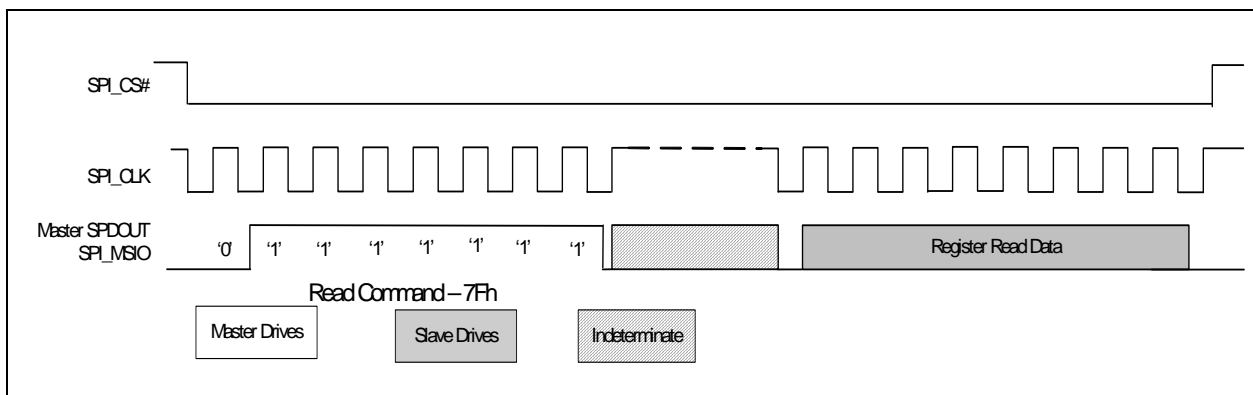 SPI_CS#
SPI_CLK
Master SPDOUT
SPI_MSIO
‘0’ ‘1’ ‘1’ ‘1’ ‘1’ ‘1’ ‘1’ ‘1’
Register Read Data
Read Command – 7Fh
Master Drives
Slave Drives
Indeterminate